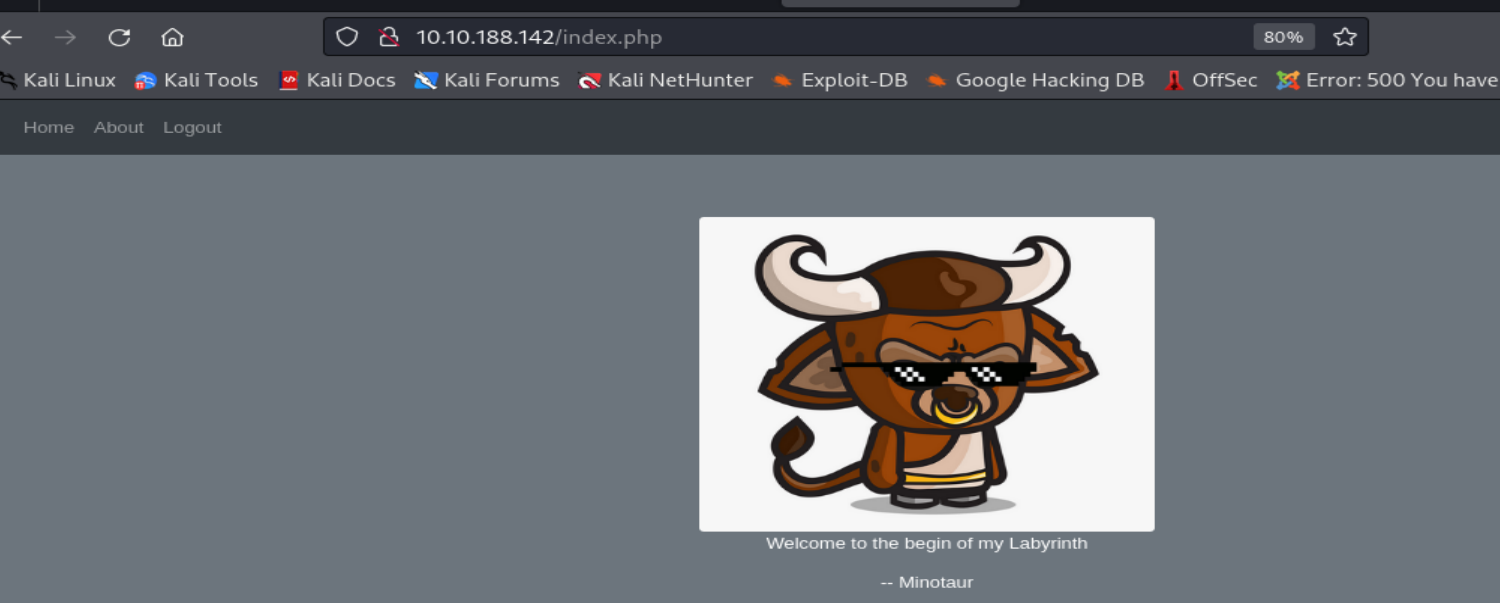 10.10.188.142/index.php 80%
Kali Linux Kali Tools Kali Docs Kali Forums Kali NetHunter Exploit-DB Google Hacking DB OffSec Error: 500 You have
Home About Logout
Welcome to the begin of my Labyrinth
-- Minotaur